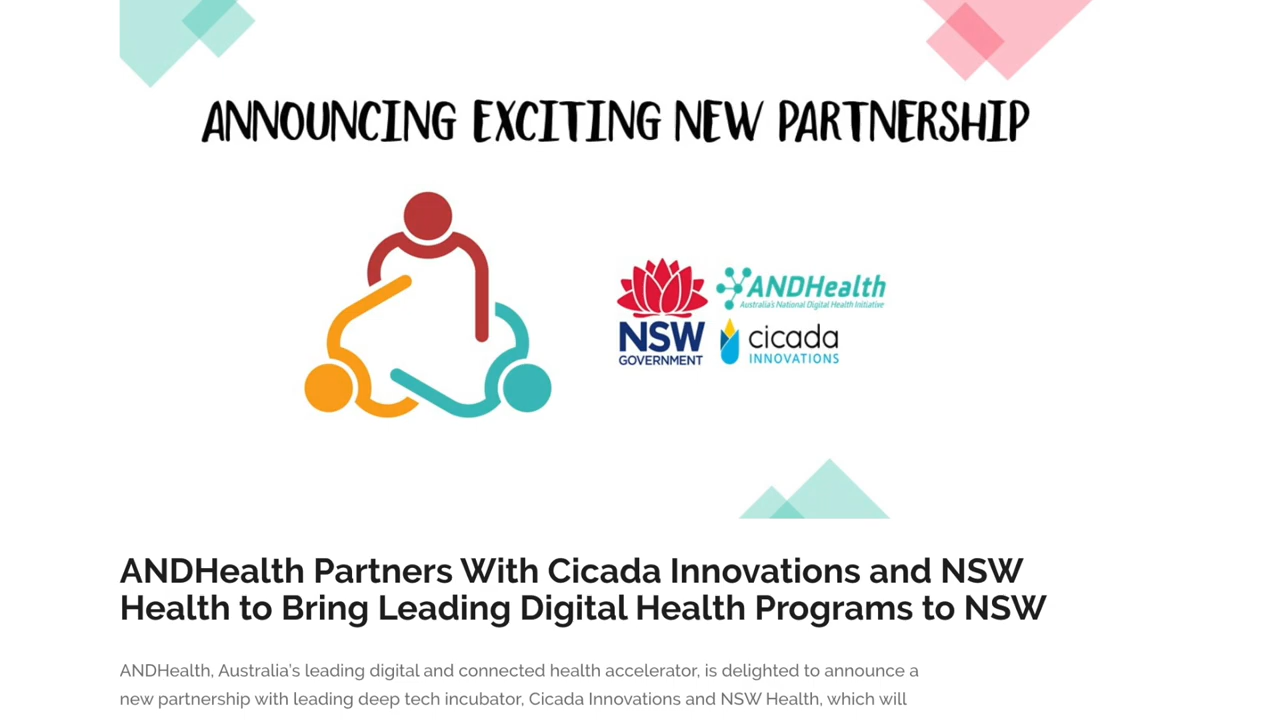 ANNOUNCING EXCITING NEW PARTNERSHIP
NSW
GOVERNMENT
ANDHealth
Australia's National Digital Health Initiative
cicada
INNOVATIONS
ANDHealth Partners With Cicada Innovations and NSW
Health to Bring Leading Digital Health Programs to NSW
ANDHealth, Australia's leading digital and connected health accelerator, is delighted to announce a
new partnership with leading deep tech incubator, Cicada Innovations and NSW Health, which will